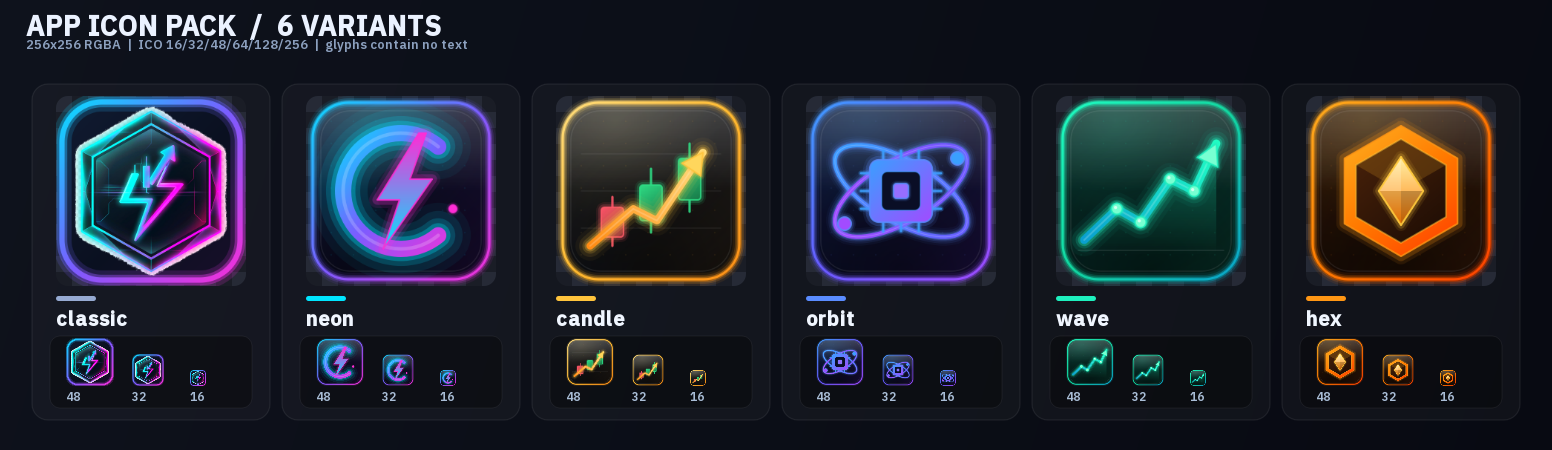 APP ICON PACK / 6 VARIANTS
256x256 RGBA | ICO 16/32/48/64/128/256 | glyphs contain no text
classic
neon
candle
orbit
wave
hex
48 32 16
48 32 16
48 32 16
48 32 16
48 32 16
48 32 16